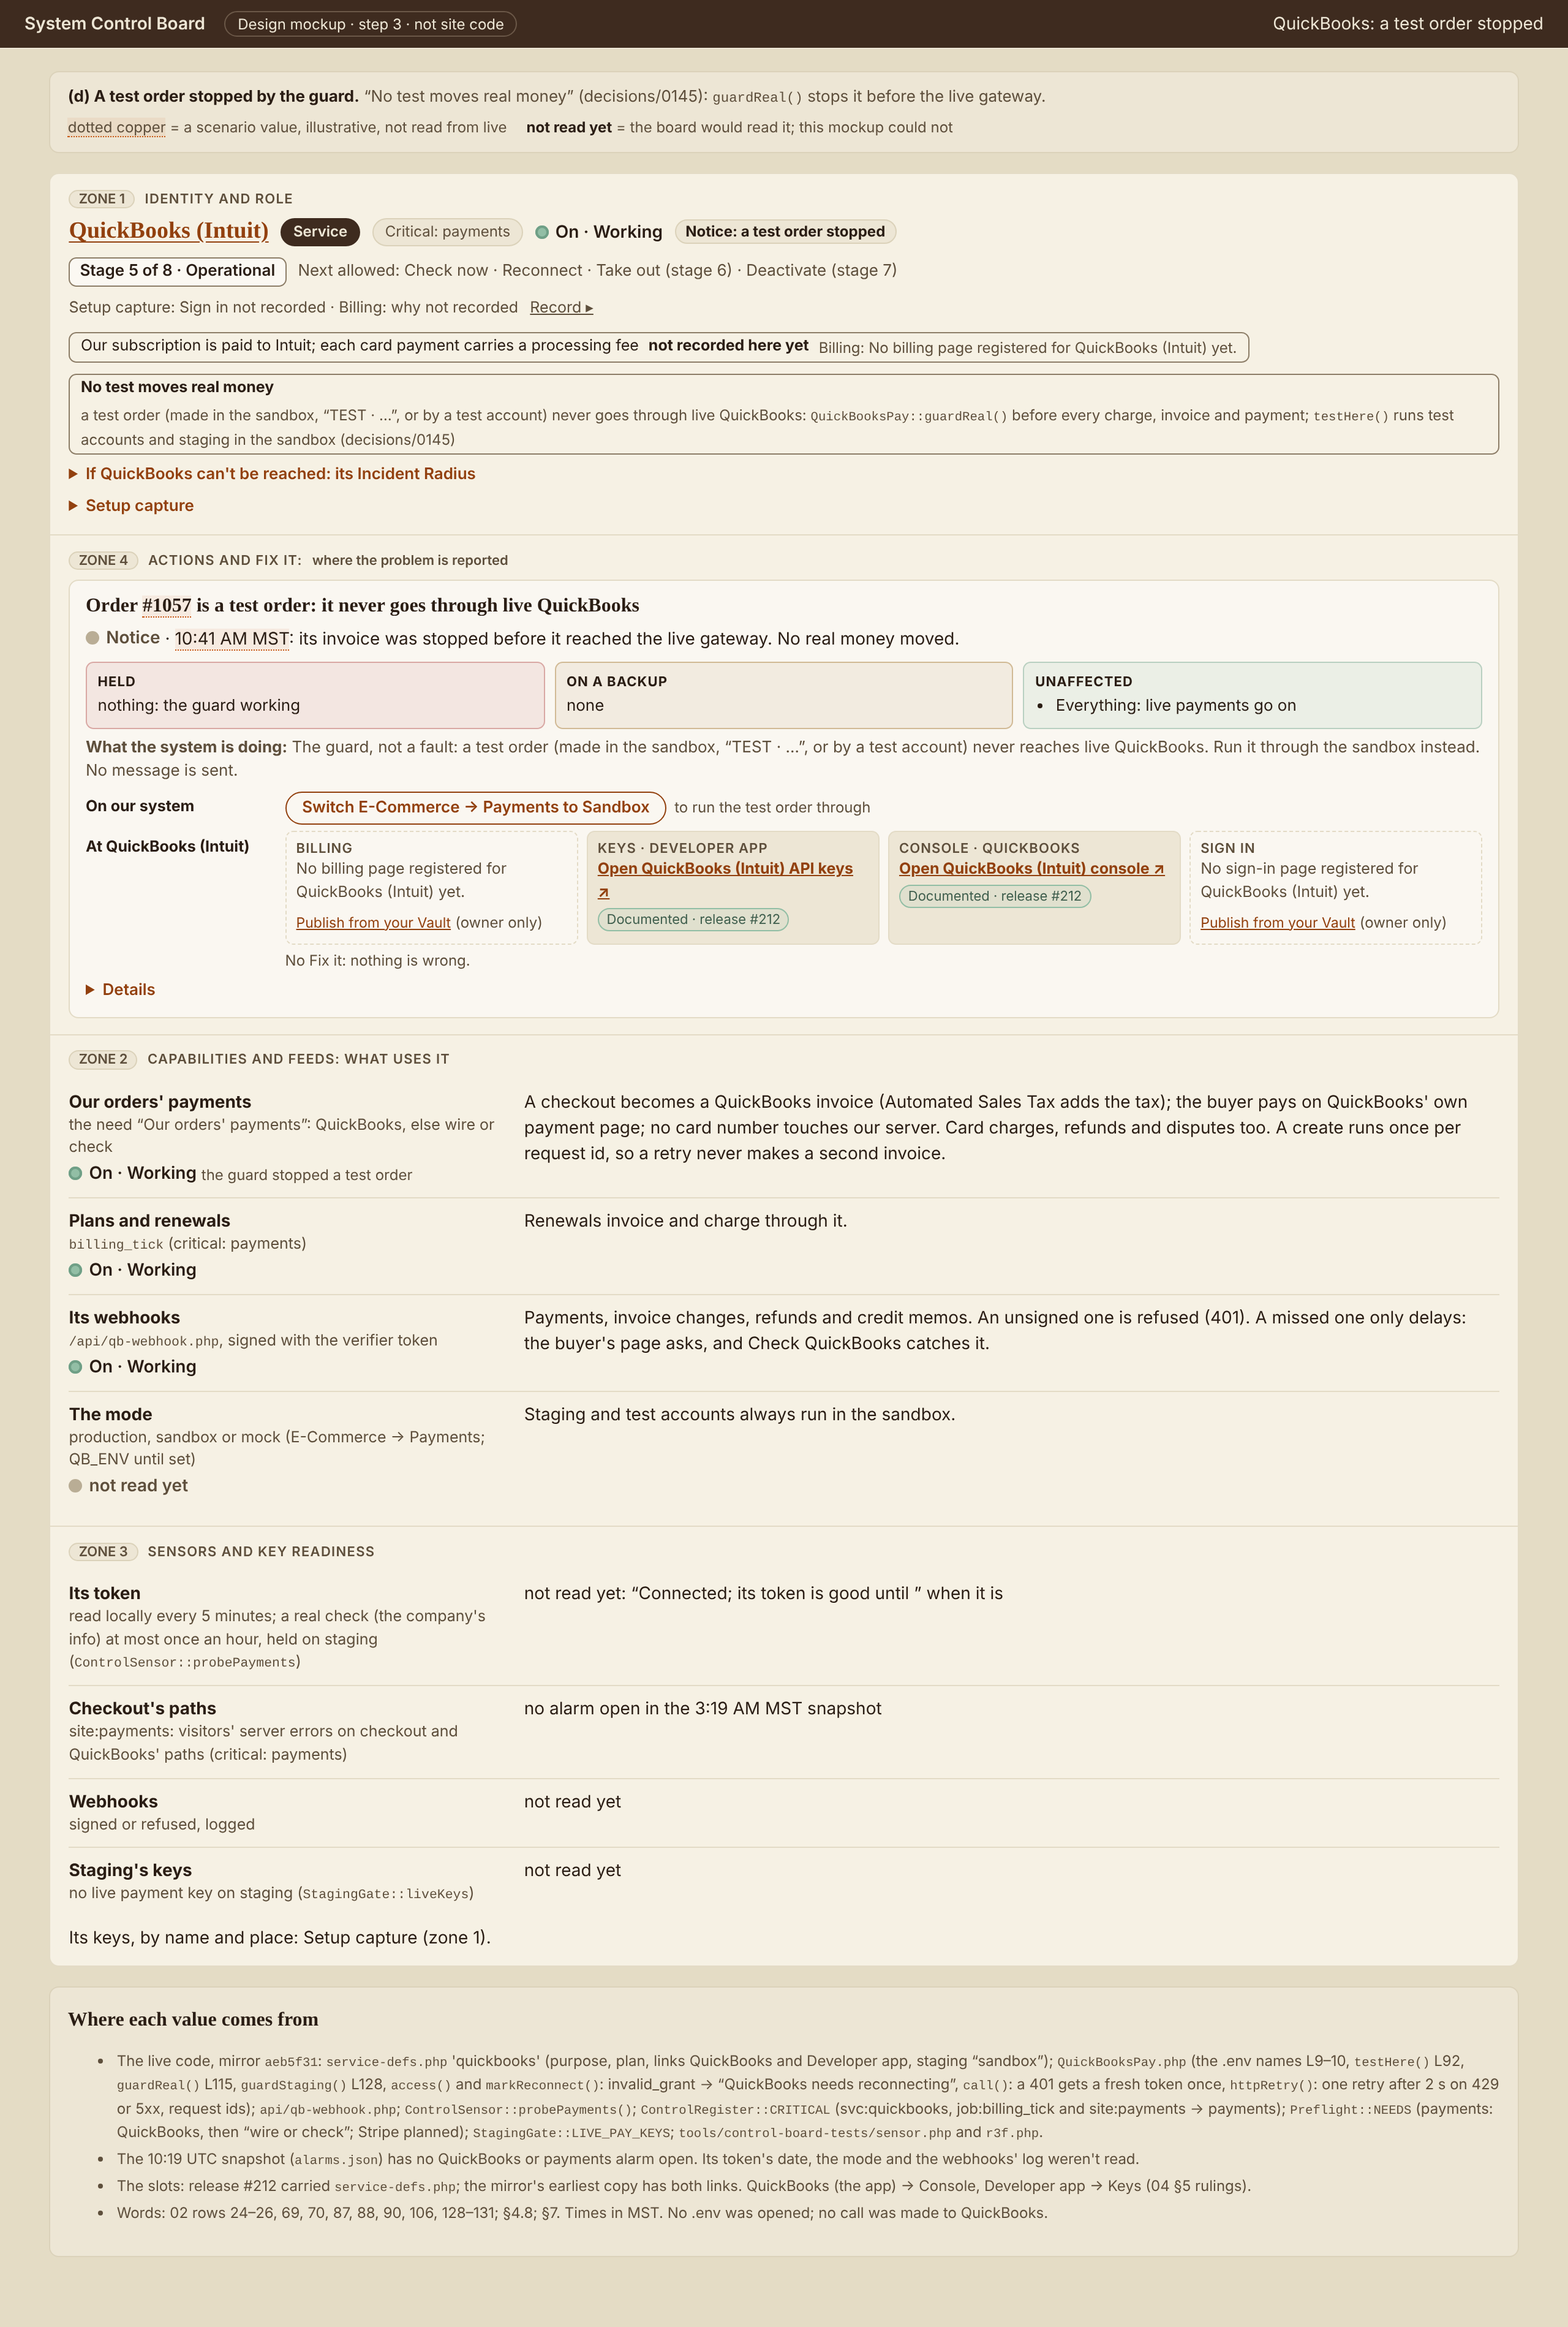 System Control Board
Design mockup · step 3 · not site code
QuickBooks: a test order stopped
(d) A test order stopped by the guard. “No test moves real money” (decisions/0145): guardReal() stops it before the live gateway.
dotted copper = a scenario value, illustrative, not read from live not read yet = the board would read it; this mockup could not
ZONE 1 IDENTITY AND ROLE
QuickBooks (Intuit) Service Critical: payments On · Working Notice: a test order stopped
Stage 5 of 8 · Operational Next allowed: Check now · Reconnect · Take out (stage 6) · Deactivate (stage 7)
Setup capture: Sign in not recorded · Billing: why not recorded Record ▸
Our subscription is paid to Intuit; each card payment carries a processing fee not recorded here yet Billing: No billing page registered for QuickBooks (Intuit) yet.
No test moves real money
a test order (made in the sandbox, “TEST · …”, or by a test account) never goes through live QuickBooks: QuickBooksPay::guardReal() before every charge, invoice and payment; testHere() runs test
accounts and staging in the sandbox (decisions/0145)
▶ If QuickBooks can't be reached: its Incident Radius
▶ Setup capture
ZONE 4 ACTIONS AND FIX IT: where the problem is reported
Order #1057 is a test order: it never goes through live QuickBooks
Notice · 10:41 AM MST: its invoice was stopped before it reached the live gateway. No real money moved.
HELD
nothing: the guard working
ON A BACKUP
none
UNAFFECTED
• Everything: live payments go on
What the system is doing: The guard, not a fault: a test order (made in the sandbox, “TEST · …”, or by a test account) never reaches live QuickBooks. Run it through the sandbox instead.
No message is sent.
On our system
Switch E-Commerce → Payments to Sandbox to run the test order through
At QuickBooks (Intuit)
BILLING
No billing page registered for
QuickBooks (Intuit) yet.
Publish from your Vault (owner only)
KEYS · DEVELOPER APP
Open QuickBooks (Intuit) API keys
↗
Documented · release #212
CONSOLE · QUICKBOOKS
Open QuickBooks (Intuit) console ↗
Documented · release #212
SIGN IN
No sign-in page registered for
QuickBooks (Intuit) yet.
Publish from your Vault (owner only)
No Fix it: nothing is wrong.
▶ Details
ZONE 2 CAPABILITIES AND FEEDS: WHAT USES IT
Our orders' payments
the need “Our orders' payments”: QuickBooks, else wire or
check
On · Working the guard stopped a test order
A checkout becomes a QuickBooks invoice (Automated Sales Tax adds the tax); the buyer pays on QuickBooks' own
payment page; no card number touches our server. Card charges, refunds and disputes too. A create runs once per
request id, so a retry never makes a second invoice.
Plans and renewals
billing_tick (critical: payments)
On · Working
Renewals invoice and charge through it.
Its webhooks
/api/qb-webhook.php, signed with the verifier token
On · Working
Payments, invoice changes, refunds and credit memos. An unsigned one is refused (401). A missed one only delays:
the buyer's page asks, and Check QuickBooks catches it.
The mode
production, sandbox or mock (E-Commerce → Payments;
QB_ENV until set)
not read yet
Staging and test accounts always run in the sandbox.
ZONE 3 SENSORS AND KEY READINESS
Its token
read locally every 5 minutes; a real check (the company's
info) at most once an hour, held on staging
(ControlSensor::probePayments)
not read yet: “Connected; its token is good until ” when it is
Checkout's paths
site:payments: visitors' server errors on checkout and
QuickBooks' paths (critical: payments)
no alarm open in the 3:19 AM MST snapshot
Webhooks
signed or refused, logged
not read yet
Staging's keys
no live payment key on staging (StagingGate::liveKeys)
not read yet
Its keys, by name and place: Setup capture (zone 1).
Where each value comes from
• The live code, mirror aeb5f31: service-defs.php 'quickbooks' (purpose, plan, links QuickBooks and Developer app, staging “sandbox”); QuickBooksPay.php (the .env names L9–10, testHere() L92,
guardReal() L115, guardStaging() L128, access() and markReconnect(): invalid_grant → “QuickBooks needs reconnecting”, call(): a 401 gets a fresh token once, httpRetry(): one retry after 2 s on 429
or 5xx, request ids); api/qb-webhook.php; ControlSensor::probePayments(); ControlRegister::CRITICAL (svc:quickbooks, job:billing_tick and site:payments → payments); Preflight::NEEDS (payments:
QuickBooks, then “wire or check”; Stripe planned); StagingGate::LIVE_PAY_KEYS; tools/control-board-tests/sensor.php and r3f.php.
• The 10:19 UTC snapshot (alarms.json) has no QuickBooks or payments alarm open. Its token's date, the mode and the webhooks' log weren't read.
• The slots: release #212 carried service-defs.php; the mirror's earliest copy has both links. QuickBooks (the app) → Console, Developer app → Keys (04 §5 rulings).
• Words: 02 rows 24–26, 69, 70, 87, 88, 90, 106, 128–131; §4.8; §7. Times in MST. No .env was opened; no call was made to QuickBooks.